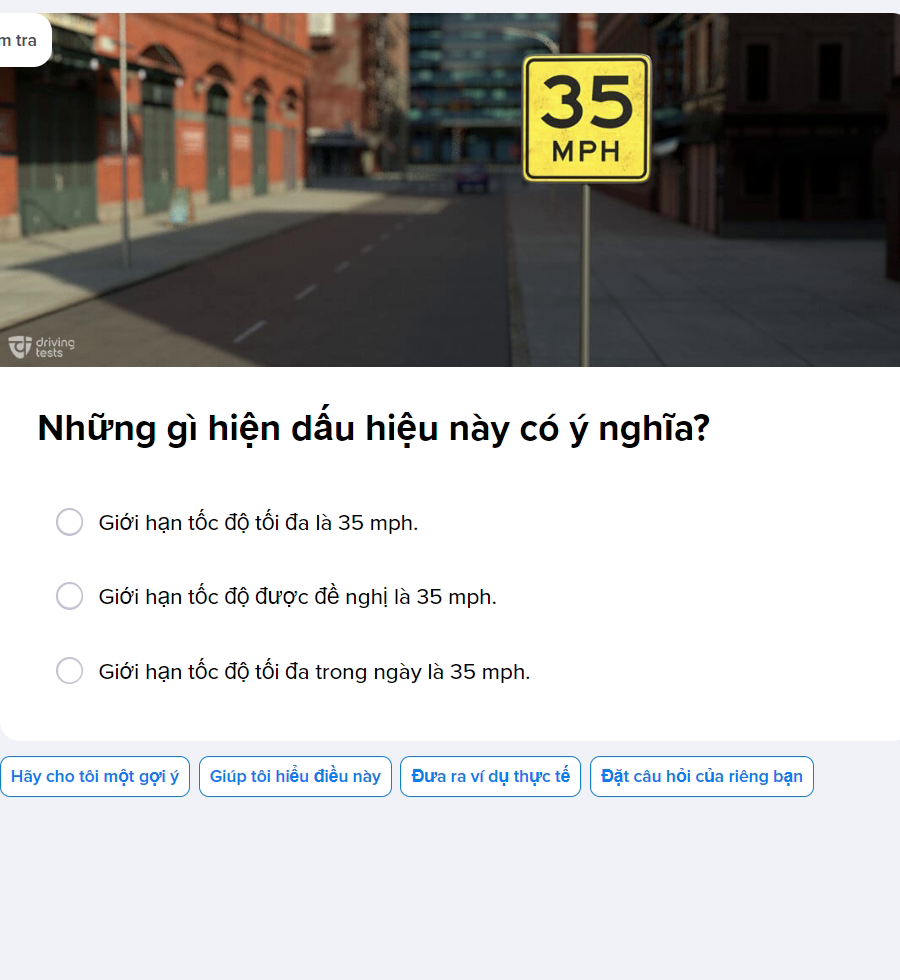 m tra
35
MPH
driving
tests
Những gì hiện dấu hiệu này có ý nghĩa?
Giới hạn tốc độ tối đa là 35 mph.
Giới hạn tốc độ được đề nghị là 35 mph.
Giới hạn tốc độ tối đa trong ngày là 35 mph.
Hãy cho tôi một gợi ý Giúp tôi hiểu điều này Đưa ra ví dụ thực tế Đặt câu hỏi của riêng bạn